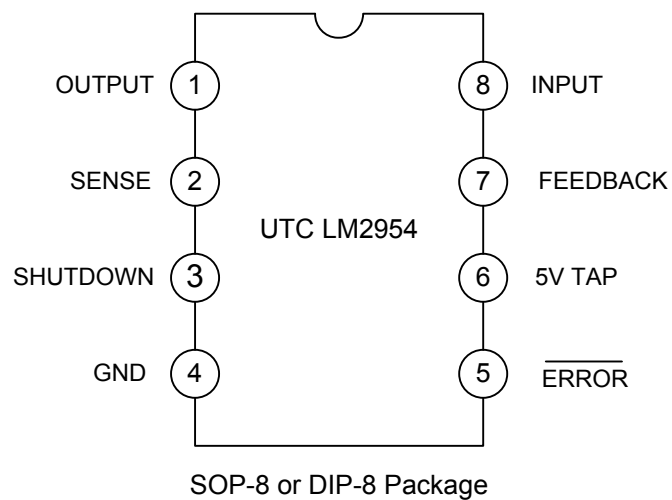 OUTPUT 1 8 INPUT
SENSE 2 7 FEEDBACK
UTC LM2954
SHUTDOWN 3 6 5V TAP
GND 4 5 ERROR
SOP-8 or DIP-8 Package